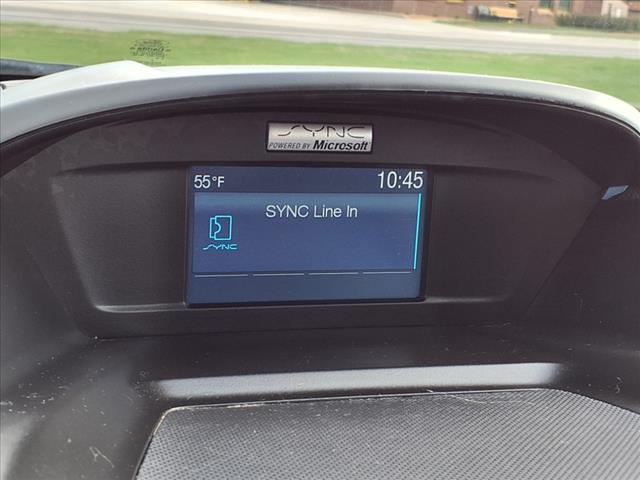 SYNC
POWERED BY Microsoft
55°F 10:45
SYNC Line In
SYNC